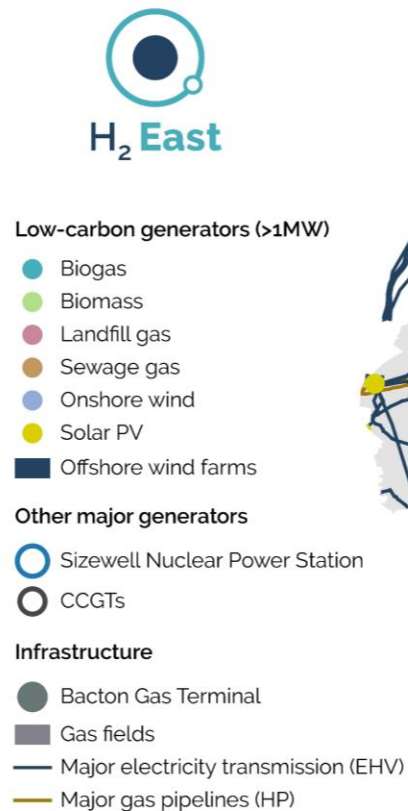 H₂ East
Low-carbon generators (>1MW)
Biogas
Biomass
Landfill gas
Sewage gas
Onshore wind
Solar PV
Offshore wind farms
Other major generators
Sizewell Nuclear Power Station
CCGTs
Infrastructure
Bacton Gas Terminal
Gas fields
Major electricity transmission (EHV)
Major gas pipelines (HP)